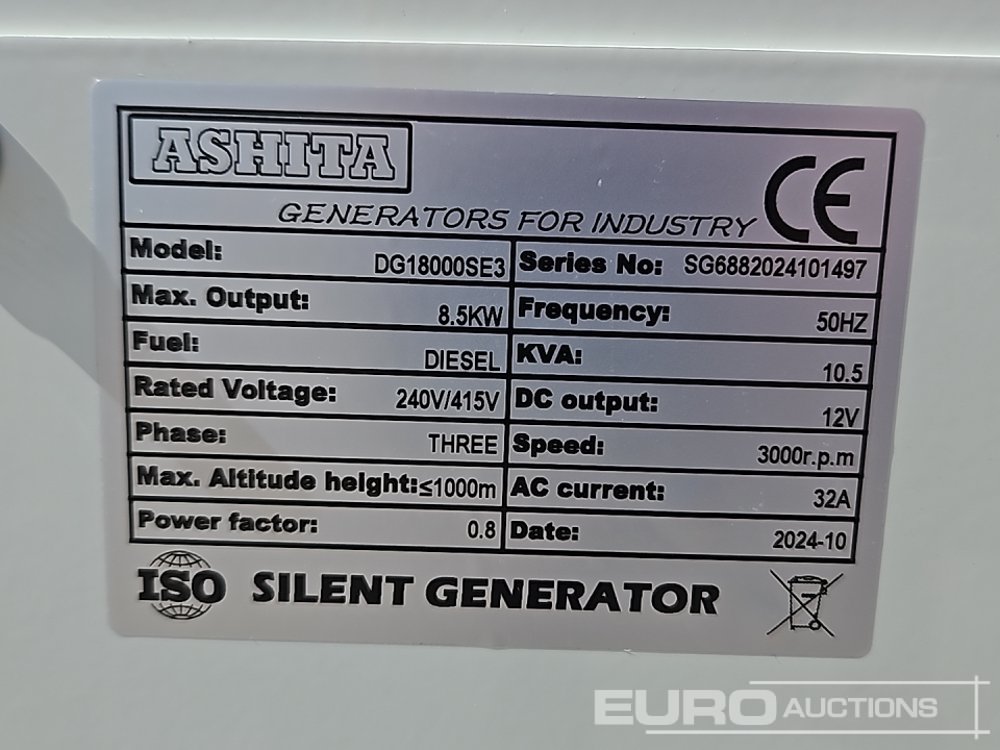 ASHITA
CE
GENERATORS FOR INDUSTRY
Model: DG18000SE3 Series No: SG6882024101497
Max. Output: 8.5KW Frequency: 50HZ
Fuel: DIESEL KVA: 10.5
Rated Voltage: 240V/415V DC output: 12V
Phase: THREE Speed: 3000r.p.m
Max. Altitude height:≤1000m AC current: 32A
Power factor: 0.8 Date: 2024-10
ISO SILENT GENERATOR
EURO AUCTIONS